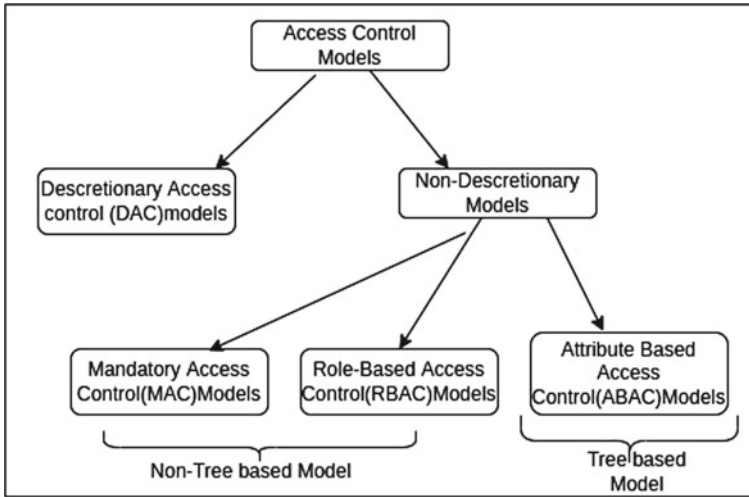 Access Control
Models
Descretionary Access
control (DAC)models
Non-Descretionary
Models
Mandatory Access
Control(MAC)Models
Role-Based Access
Control(RBAC)Models
Attribute Based
Access
Control(ABAC)Models
Non-Tree based Model
Tree based
Model